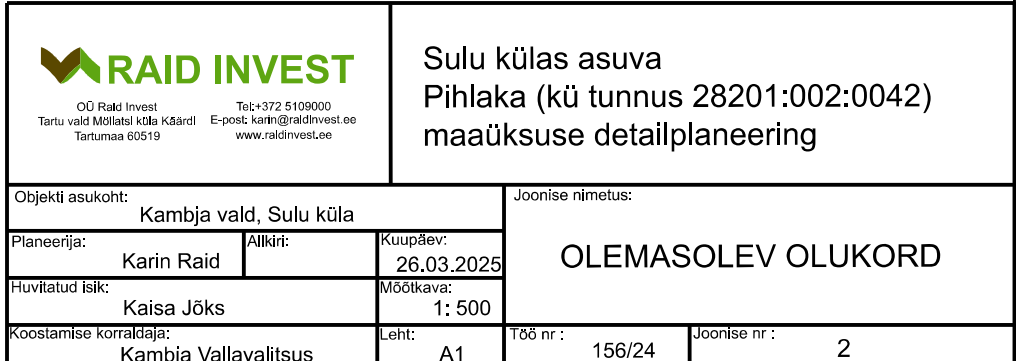 RAID INVEST
OÜ Raid Invest
Tartu vald Möllatsi küla Käärdi
Tartumaa 60519
Tel:+372 5109000
E-post: karin@raidinvest.ee
www.raidinvest.ee
Sulu külas asuva
Pihlaka (kü tunnus 28201:002:0042)
maaüksuse detailplaneering
Objekti asukoht:
Kambja vald, Sulu küla
Planeerija:
Karin Raid
Allkiri:
Kuupäev:
26.03.2025
Huvitatud isik:
Kaisa Jõks
Mõõtkava:
1: 500
Koostamise korraldaja:
Kambja Vallavalitsus
Leht:
A1
Joonise nimetus:
OLEMASOLEV OLUKORD
Töö nr :
156/24
Joonise nr :
2